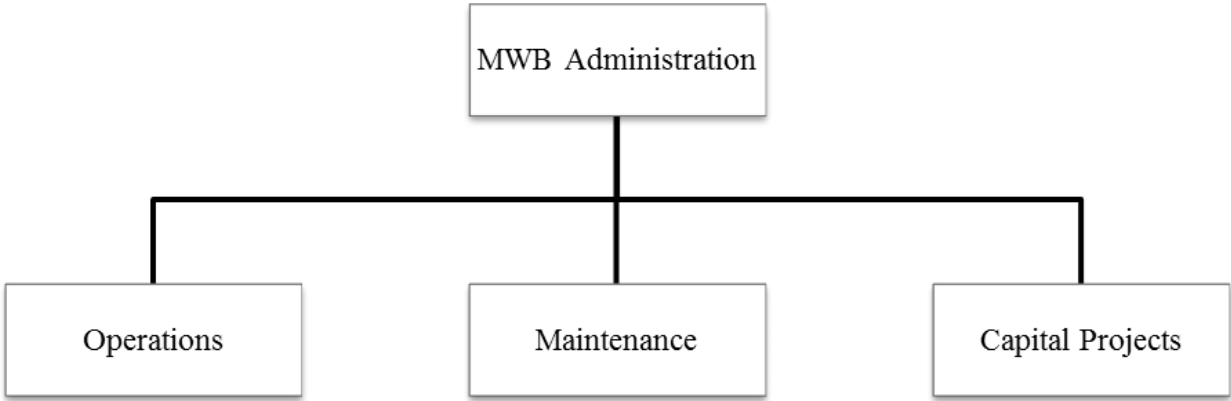 MWB Administration
Operations
Maintenance
Capital Projects